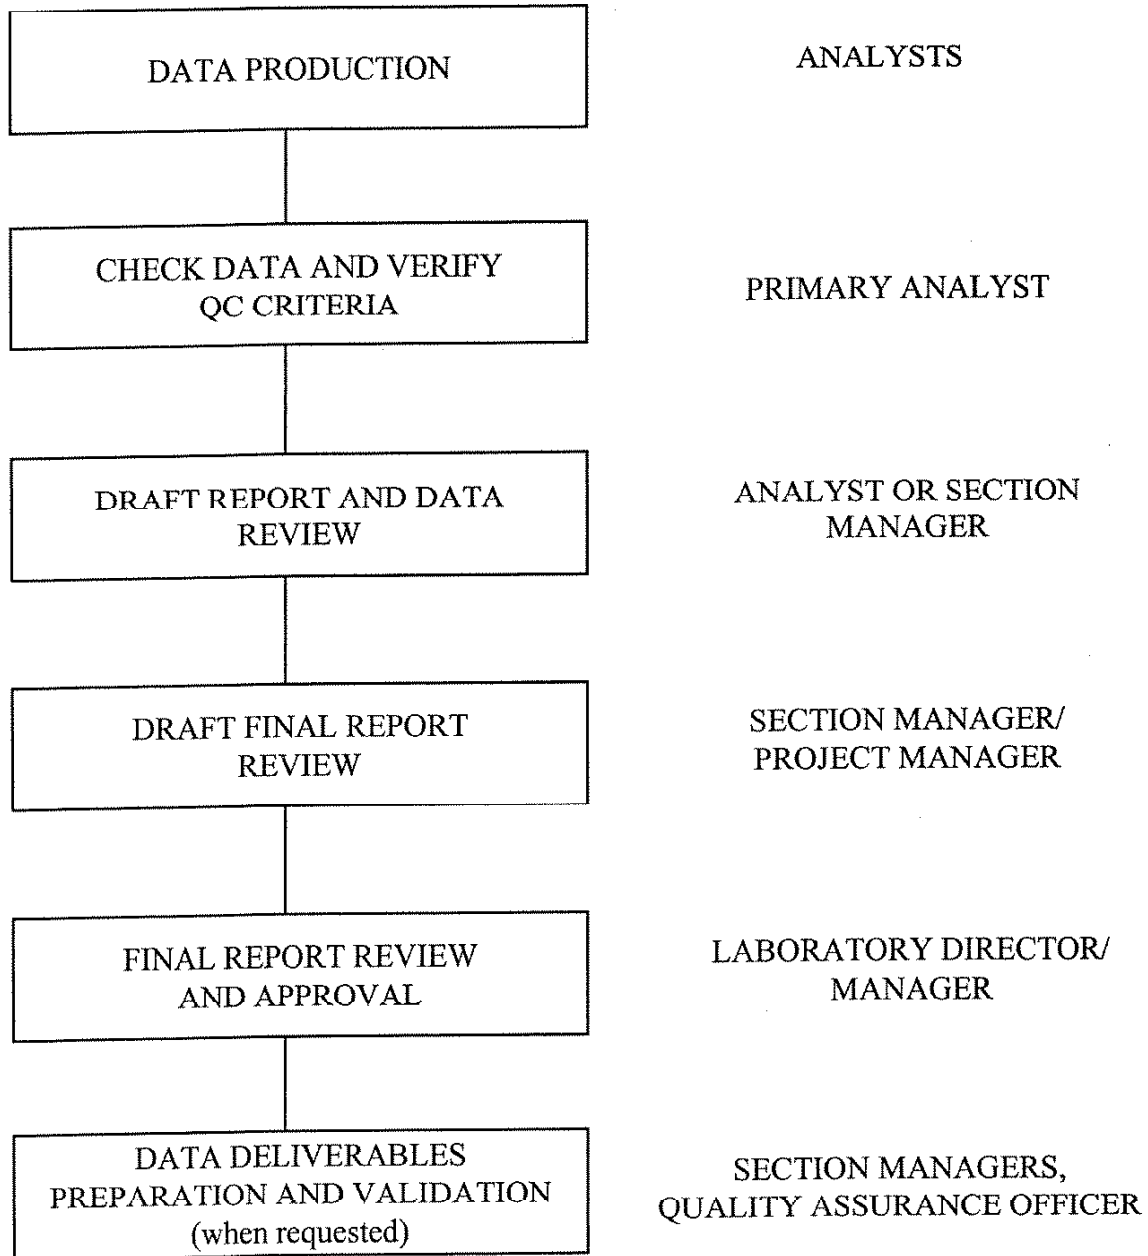 DATA PRODUCTION
ANALYSTS
CHECK DATA AND VERIFY
QC CRITERIA
PRIMARY ANALYST
DRAFT REPORT AND DATA
REVIEW
ANALYST OR SECTION
MANAGER
DRAFT FINAL REPORT
REVIEW
SECTION MANAGER/
PROJECT MANAGER
FINAL REPORT REVIEW
AND APPROVAL
LABORATORY DIRECTOR/
MANAGER
DATA DELIVERABLES
PREPARATION AND VALIDATION
(when requested)
SECTION MANAGERS,
QUALITY ASSURANCE OFFICER